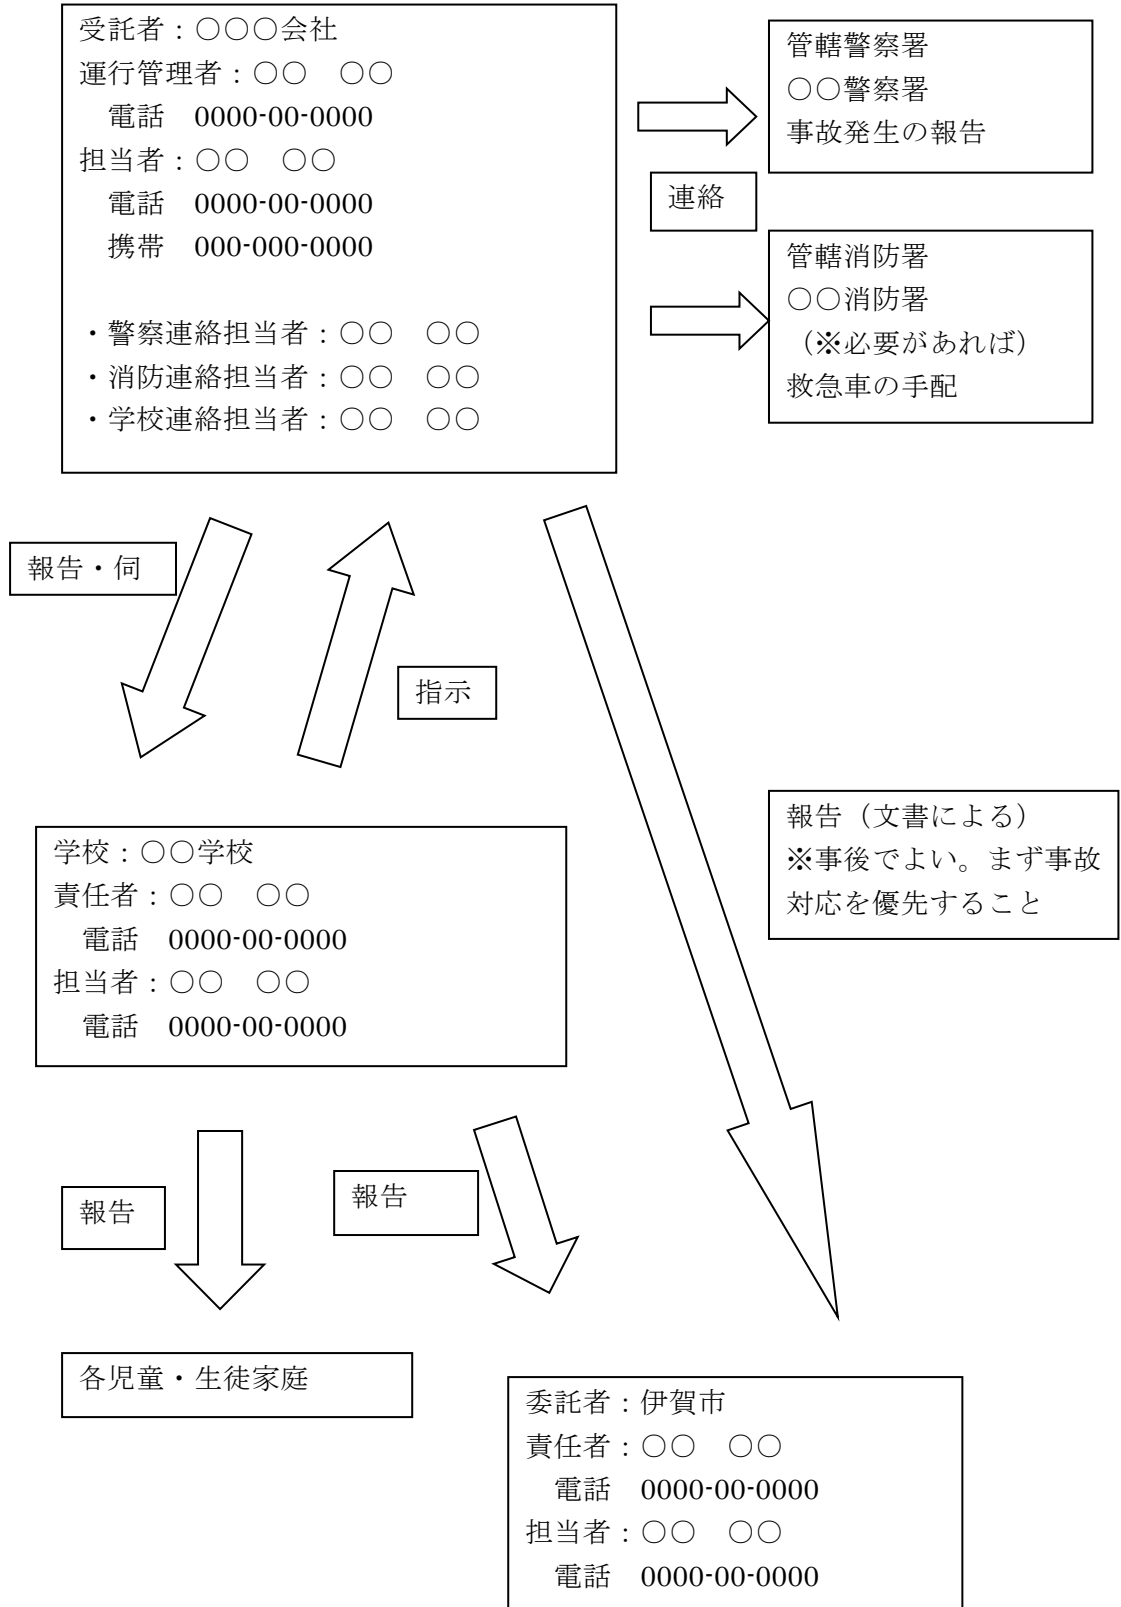 受託者：○○○会社
運行管理者：○○　○○
電話　0000-00-0000
担当者：○○　○○
電話　0000-00-0000
携帯　000-000-0000
・警察連絡担当者：○○　○○
・消防連絡担当者：○○　○○
・学校連絡担当者：○○　○○
管轄警察署
○○警察署
事故発生の報告
連絡
管轄消防署
○○消防署
（※必要があれば）
救急車の手配
報告・伺
指示
報告（文書による）
※事後でよい。まず事故
対応を優先すること
学校：○○学校
責任者：○○　○○
電話　0000-00-0000
担当者：○○　○○
電話　0000-00-0000
報告
報告
各児童・生徒家庭
委託者：伊賀市
責任者：○○　○○
電話　0000-00-0000
担当者：○○　○○
電話　0000-00-0000